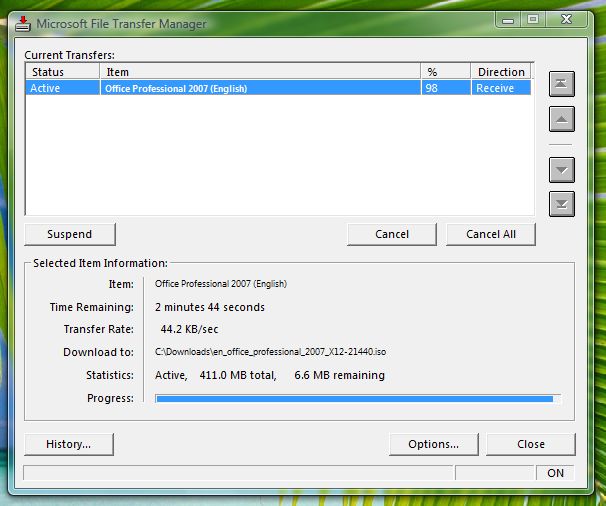 Microsoft File Transfer Manager
Current Transfers:
Status Item % Direction
Active Office Professional 2007 (English) 98 Receive
Suspend Cancel Cancel All
Selected Item Information:
Item: Office Professional 2007 (English)
Time Remaining: 2 minutes 44 seconds
Transfer Rate: 44.2 KB/sec
Download to: C:\Downloads\en_office_professional_2007_X12-21440.iso
Statistics: Active, 411.0 MB total, 6.6 MB remaining
Progress:
History... Options... Close
ON